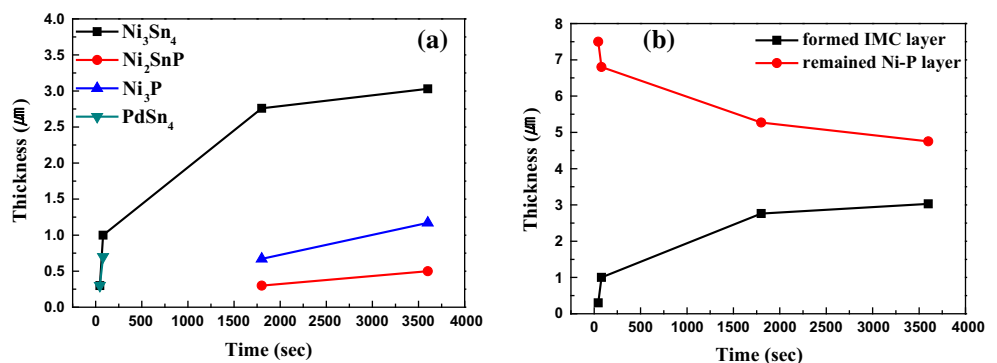 4.0
3.5
3.0
2.5
2.0
1.5
1.0
0.5
0.0
Thickness (㎛)
Ni3Sn4
Ni2SnP
Ni3P
PdSn4
(a)
0 500 1000 1500 2000 2500 3000 3500 4000
Time (sec)
8
7
6
5
4
3
2
1
0
Thickness (㎛)
(b)
formed IMC layer
remained Ni-P layer
0 500 1000 1500 2000 2500 3000 3500 4000
Time (sec)